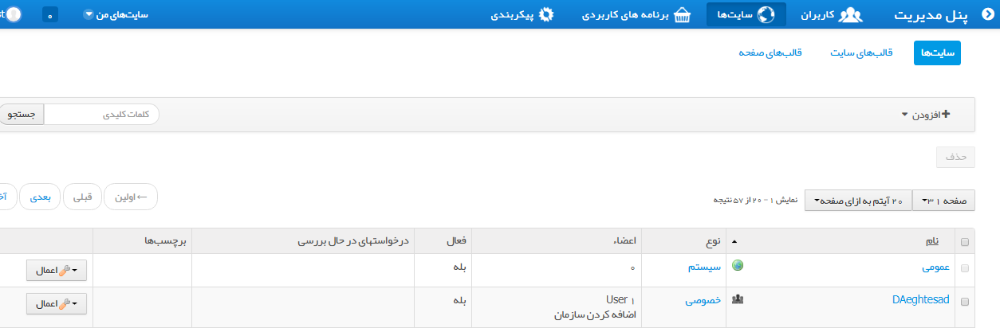 پنل مدیریت کاربران سایت‌ها برنامه های کاربردی پیکربندی سایت‌های من ۰
سایت‌ها قالب‌های سایت قالب‌های صفحه
افزودن کلمات کلیدی جستجو
حذف
صفحه ۱ ۳ ۲۰ آیتم به ازای صفحه نمایش ۱ - ۲۰ از ۵۷ نتیجه ←اولین قبلی بعدی
نام نوع اعضاء فعال درخواستهای در حال بررسی برچسب‌ها
عمومی سیستم ۰ بله اعمال
DAeghtesad خصوصی ۱ User بله اعمال
اضافه کردن سازمان